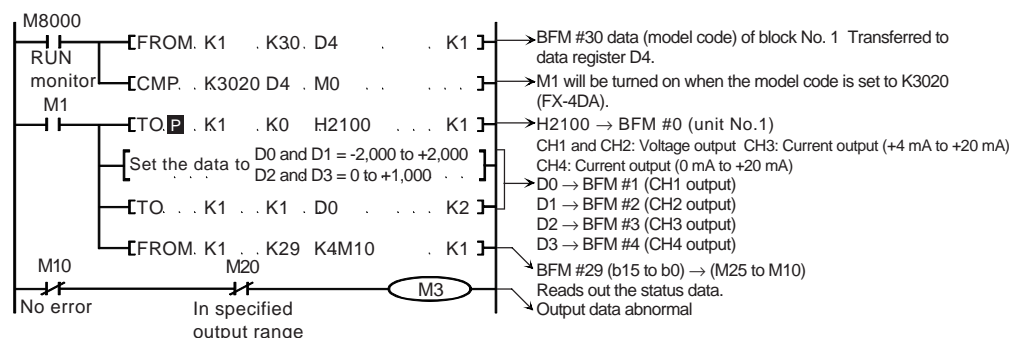 M8000
FROM K1 K30 D4 K1
BFM #30 data (model code) of block No. 1 Transferred to
data register D4.
RUN
monitor
CMP K3020 D4 M0
M1 will be turned on when the model code is set to K3020
(FX-4DA).
M1
TO P K1 K0 H2100 K1
H2100 → BFM #0 (unit No.1)
CH1 and CH2: Voltage output CH3: Current output (+4 mA to +20 mA)
CH4: Current output (0 mA to +20 mA)
Set the data to
D0 and D1 = -2,000 to +2,000
D2 and D3 = 0 to +1,000
D0 → BFM #1 (CH1 output)
D1 → BFM #2 (CH2 output)
D2 → BFM #3 (CH3 output)
D3 → BFM #4 (CH4 output)
TO K1 K1 D0 K2
FROM K1 K29 K4M10 K1
BFM #29 (b15 to b0) → (M25 to M10)
Reads out the status data.
M10
M20
M3
Output data abnormal
No error
In specified
output range